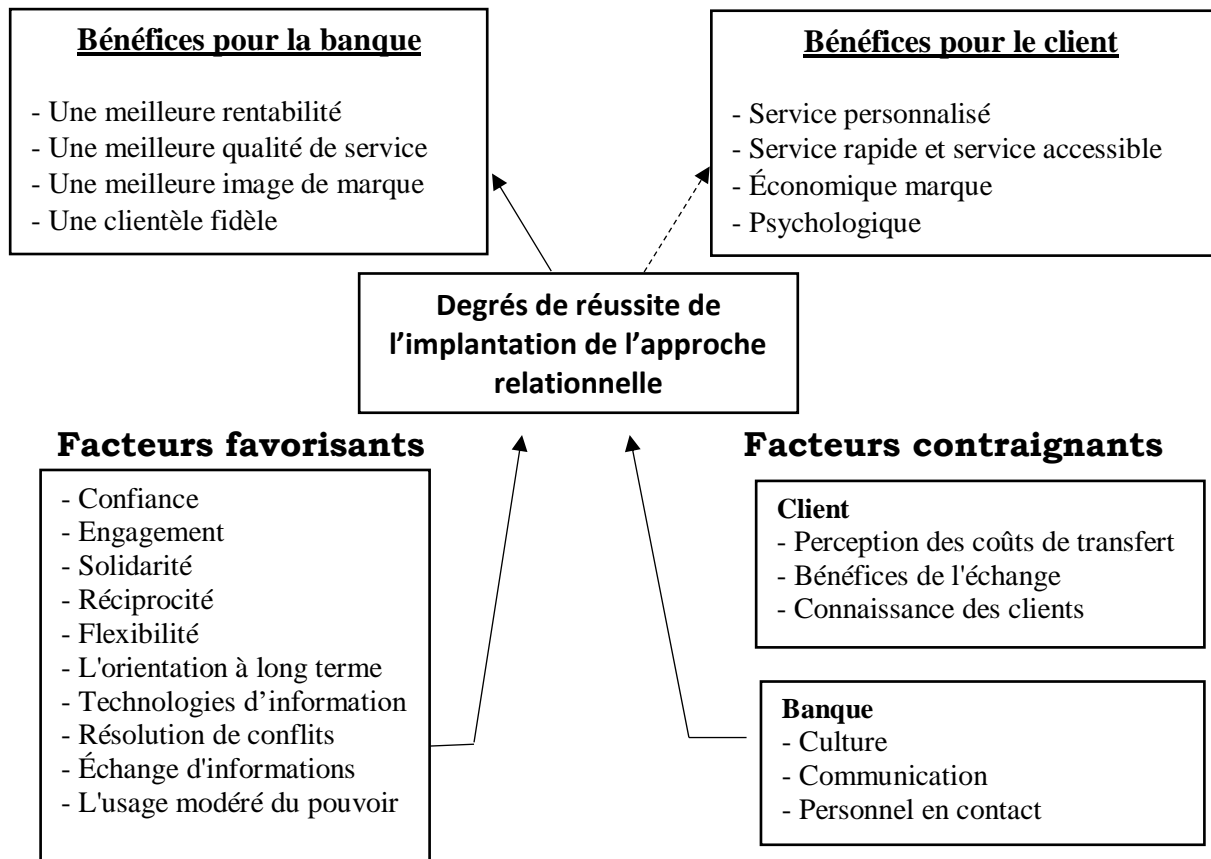 Bénéfices pour la banque
- Une meilleure rentabilité
- Une meilleure qualité de service
- Une meilleure image de marque
- Une clientèle fidèle
Bénéfices pour le client
- Service personnalisé
- Service rapide et service accessible
- Économique marque
- Psychologique
Degrés de réussite de
l’implantation de l’approche
relationnelle
Facteurs favorisants
- Confiance
- Engagement
- Solidarité
- Réciprocité
- Flexibilité
- L'orientation à long terme
- Technologies d’information
- Résolution de conflits
- Échange d'informations
- L'usage modéré du pouvoir
Facteurs contraignants
Client
- Perception des coûts de transfert
- Bénéfices de l'échange
- Connaissance des clients
Banque
- Culture
- Communication
- Personnel en contact